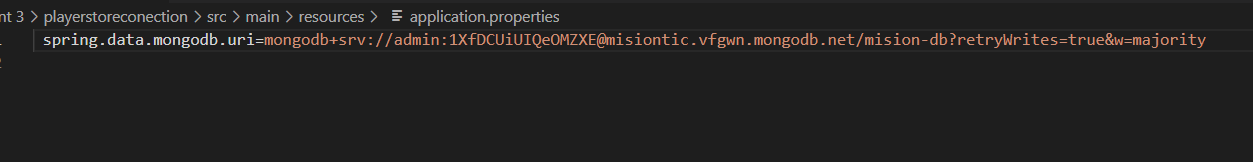 nt 3 > playerstoreconection > src > main > resources > application.properties
spring.data.mongodb.uri=mongodb+srv://admin:1XfDCUiUIQeOMZXE@misiontic.vfgwn.mongodb.net/mision-db?retryWrites=true&w=majority
2